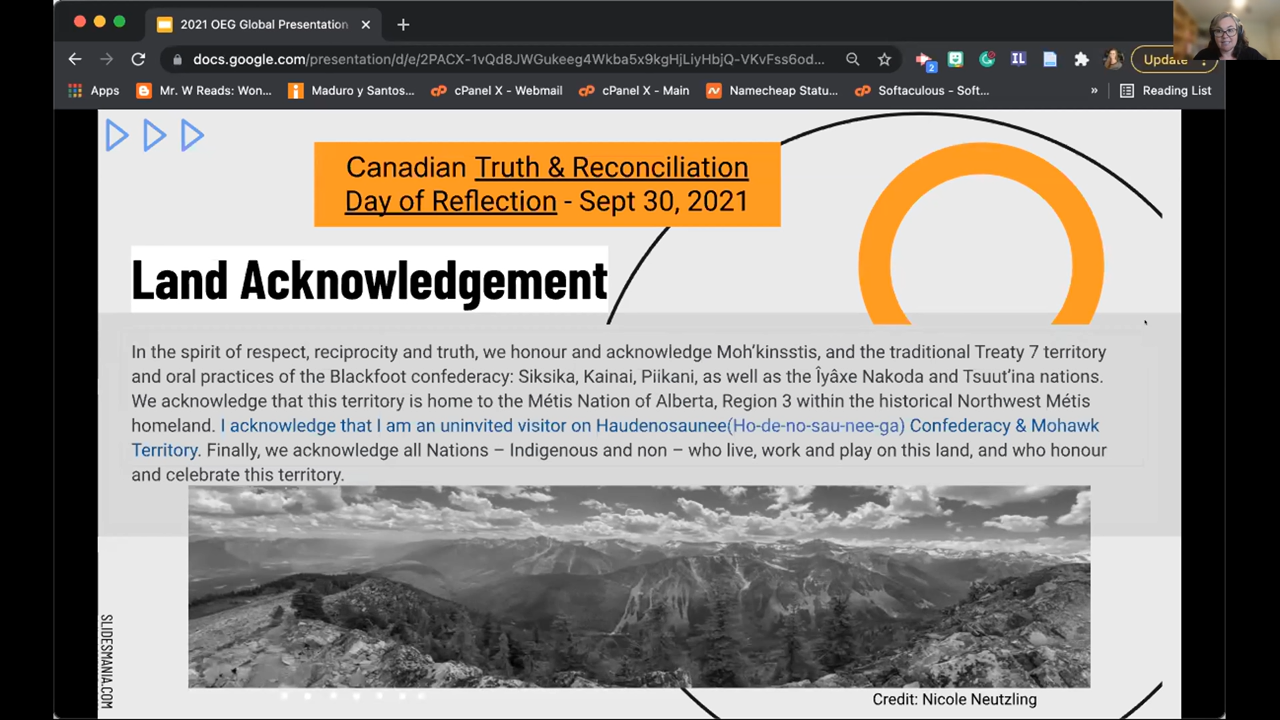 2021 OEG Global Presentation
docs.google.com/presentation/d/e/2PACX-1vQd8JWGukeeg4Wkba5x9kgHjLiyHbjQ-VKvFss6od...
2
IL
Update
Apps
Mr. W Reads: Won...
Maduro y Santos...
cPanel X - Webmail
cPanel X - Main
Namecheap Statu...
Softaculous - Soft...
»
Reading List
Canadian Truth & Reconciliation
Day of Reflection - Sept 30, 2021
Land Acknowledgement
In the spirit of respect, reciprocity and truth, we honour and acknowledge Moh’kinsstis, and the traditional Treaty 7 territory
and oral practices of the Blackfoot confederacy: Siksika, Kainai, Piikani, as well as the Îyâxe Nakoda and Tsuut’ina nations.
We acknowledge that this territory is home to the Métis Nation of Alberta, Region 3 within the historical Northwest Métis
homeland. I acknowledge that I am an uninvited visitor on Haudenosaunee(Ho-de-no-sau-nee-ga) Confederacy & Mohawk
Territory. Finally, we acknowledge all Nations – Indigenous and non – who live, work and play on this land, and who honour
and celebrate this territory.
SLIDESMANIA.COM
Credit: Nicole Neutzling